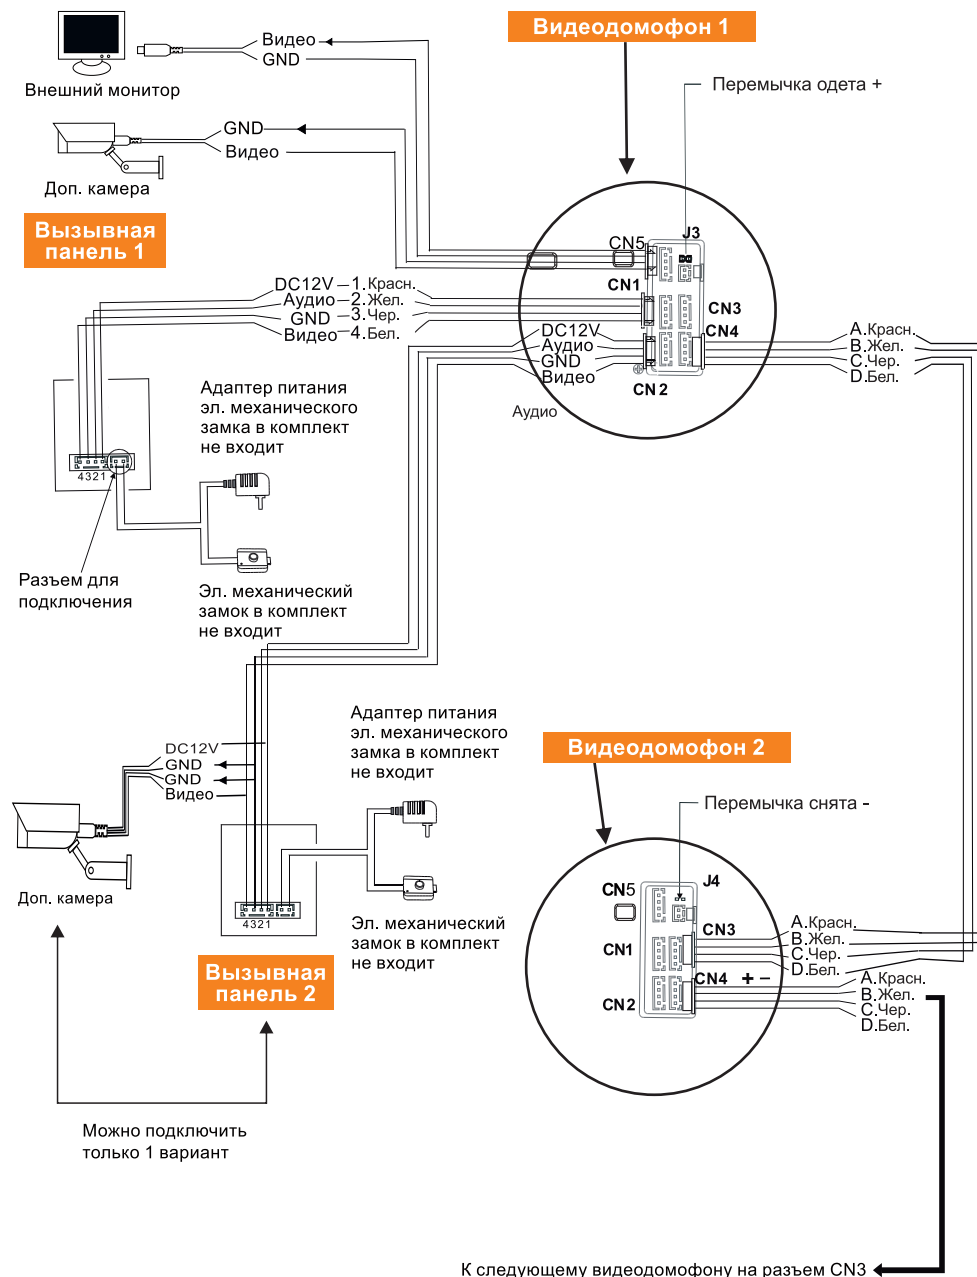 Видеодомофон 1
Видео
GND
Внешний монитор
Перемычка одета +
GND
Видео
Доп. камера
Вызывная
панель 1
J3
CN5
CN1
CN3
CN4
CN 2
DC12V
1.Красн.
Аудио
2.Жел.
GND
3.Чер.
Видео
4.Бел.
DC12V
Аудио
GND
Видео
Аудио
A.Красн.
B.Жел.
C.Чер.
D.Бел.
Адаптер питания
эл. механического
замка в комплект
не входит
4321
Разъем для
подключения
Эл. механический
замок в комплект
не входит
Адаптер питания
эл. механического
замка в комплект
не входит
DC12V
GND
GND
Видео
Доп. камера
4321
Эл. механический
замок в комплект
не входит
Вызывная
панель 2
Можно подключить
только 1 вариант
Видеодомофон 2
Перемычка снята -
J4
CN5
CN3
CN1
CN4
+ −
CN2
A.Красн.
B.Жел.
C.Чер.
D.Бел.
A.Красн.
B.Жел.
C.Чер.
D.Бел.
К следующему видеодомофону на разъем CN3